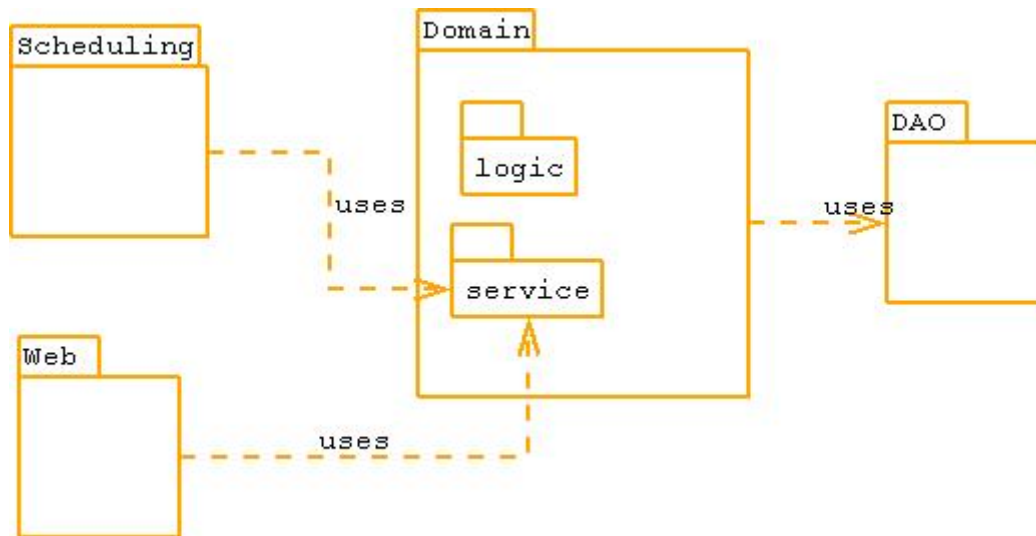 Scheduling
Domain
DAO
logic
uses
uses
service
Web
uses